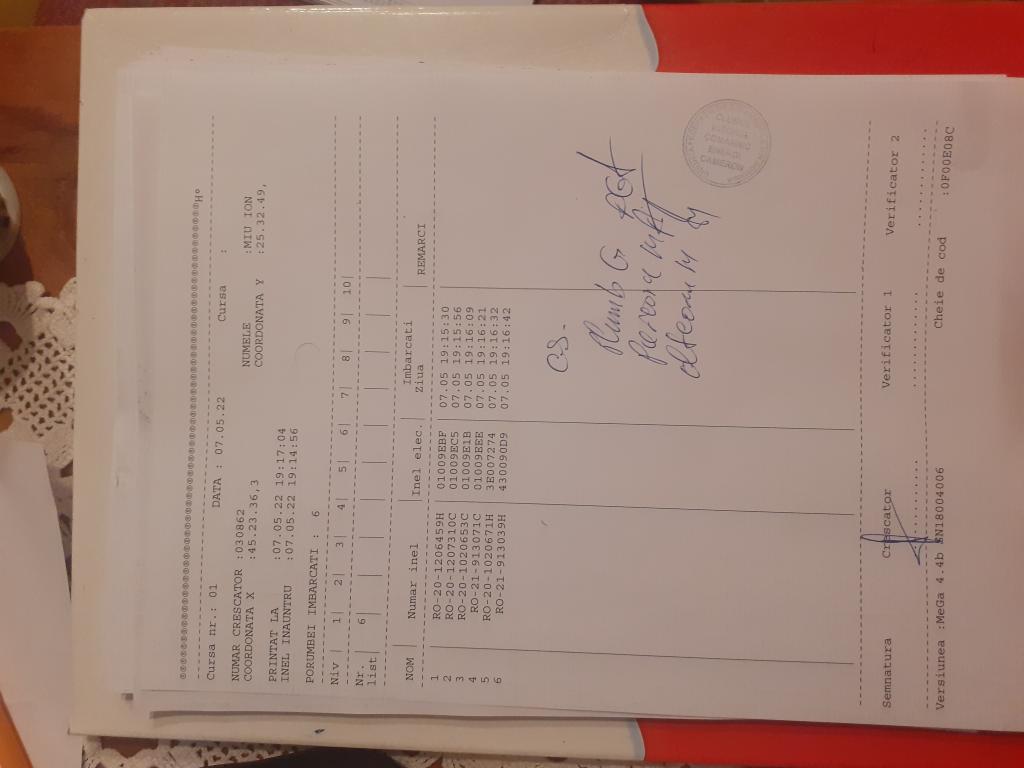 ®®®®®®®®®®®®®®®®®®®®®®®®®®®®®®®®®®®®®®®®®®®®®®®®®®®®®®®®®®®®®®®®®®H°
Cursa nr.: 01 DATA : 07.05.22 Cursa :
NUMAR CRESCATOR :030862 NUMELE :MIU ION
COORDONATA X :45.23.36,3 COORDONATA Y :25.32.49,
PRINTAT LA :07.05.22 19:17:04
INEL INAUNTRU :07.05.22 19:14:56
PORUMBEI IMBARCATI : 6
Niv | 1| 2| 3| 4| 5| 6| 7| 8| 9| 10|
Nr. | 6| | | | | | | | | |
list| | | | | | | | | | |
NOM | Numar inel | Inel elec.| Imbarcati | REMARCI
Ziua
1 RO-20-1206459H 01009EBF 07.05 19:15:30
2 RO-20-1207310C 01009EC5 07.05 19:15:56
3 RO-20-1020653C 01009E1B 07.05 19:16:09
4 RO-21-913071C 01009EEE 07.05 19:16:21
5 RO-20-1020671H 3E007274 07.05 19:16:32
6 RO-21-913039H 430090D9 07.05 19:16:42
CLUBUL
COMARNIC
SINAIA
CAMERON
Plumb G
Semnatura Crescator Verificator 1 Verificator 2
Versiunea :MeGa 4.4b SN18004006 Cheie de cod :0F00E08C